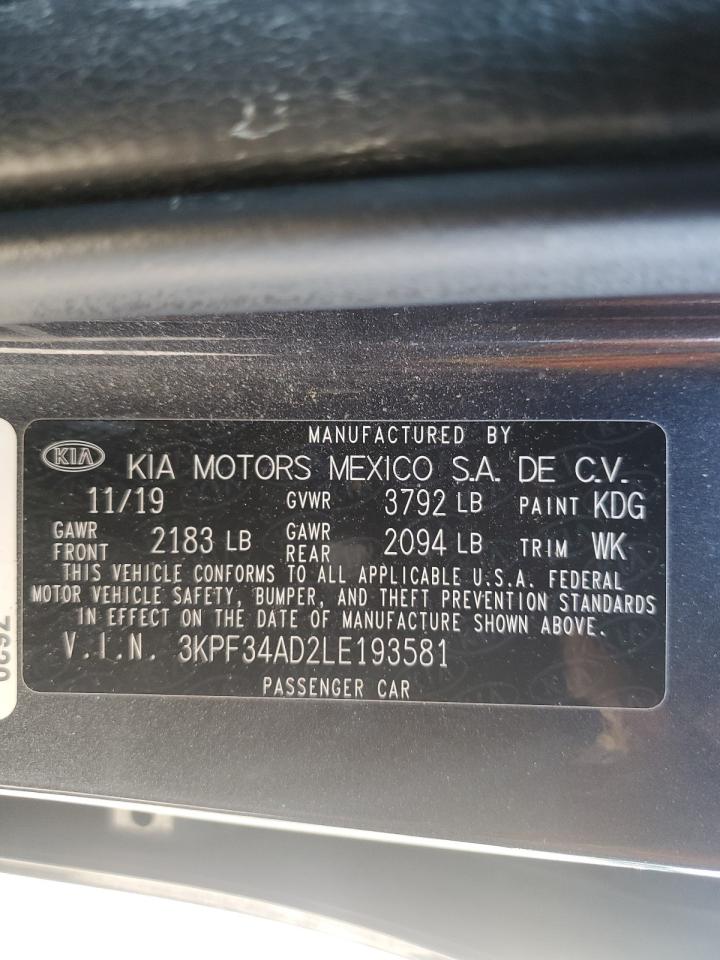 MANUFACTURED BY
KIA KIA MOTORS MEXICO S.A. DE C.V.
11/19 GVWR 3792 LB PAINT KDG
GAWR FRONT 2183 LB GAWR REAR 2094 LB TRIM WK
THIS VEHICLE CONFORMS TO ALL APPLICABLE U.S.A. FEDERAL
MOTOR VEHICLE SAFETY, BUMPER, AND THEFT PREVENTION STANDARDS
IN EFFECT ON THE DATE OF MANUFACTURE SHOWN ABOVE.
V.I.N. 3KPF34AD2LE193581
PASSENGER CAR